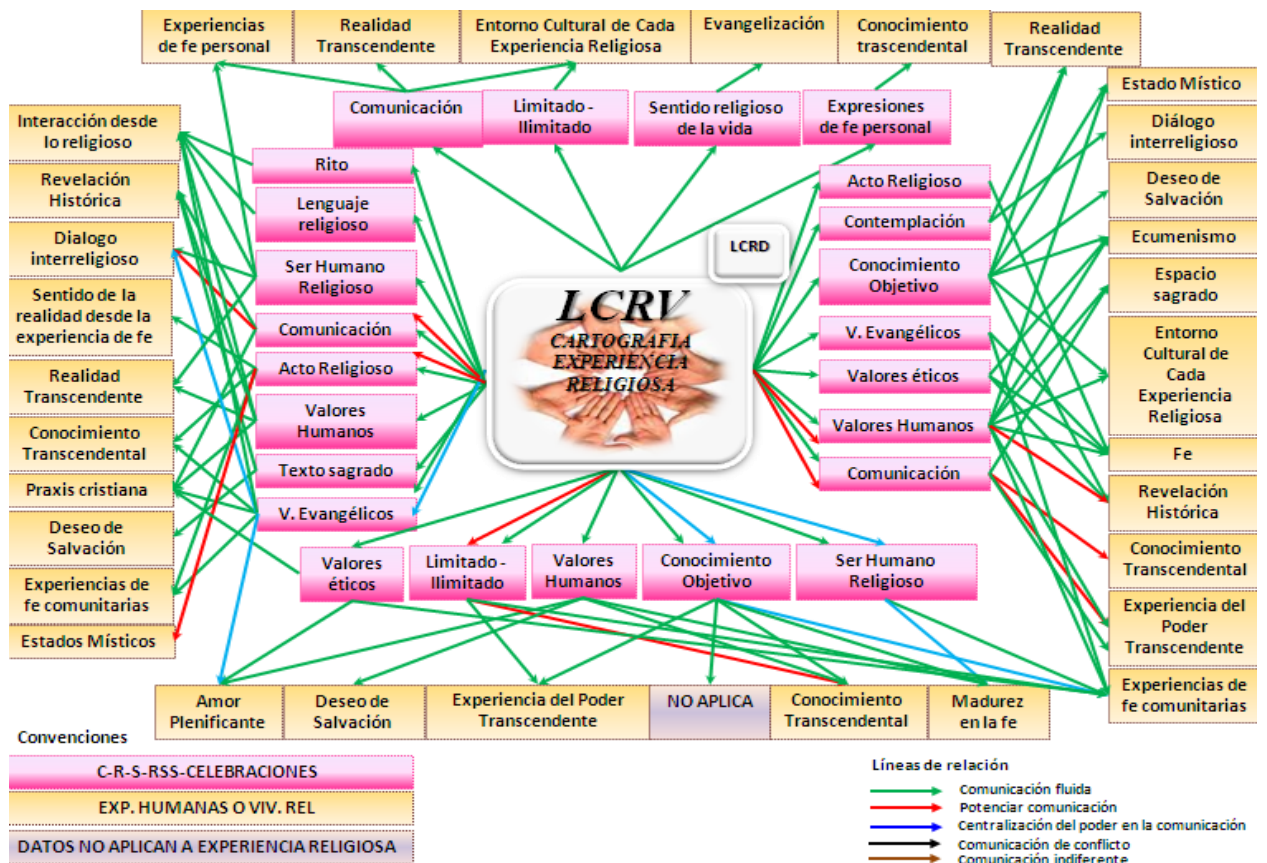 Experiencias
de fe personal
Realidad
Transcendente
Entorno Cultural de Cada
Experiencia Religiosa
Evangelización
Conocimiento
trascendental
Realidad
Transcendente
Comunicación
Limitado -
Ilimitado
Sentido religioso
de la vida
Expresiones
de fe personal
Interacción desde
lo religioso
Revelación
Histórica
Dialogo
interreligioso
Sentido de la
realidad desde la
experiencia de fe
Realidad
Transcendente
Conocimiento
Transcendental
Praxis cristiana
Deseo de
Salvación
Experiencias de
fe comunitarias
Estados Místicos
Rito
Lenguaje
religioso
Ser Humano
Religioso
Comunicación
Acto Religioso
Valores
Humanos
Texto sagrado
V. Evangélicos
LCRD
LCRV
CARTOGRAFIA
EXPERIENCIA
RELIGIOSA
Acto Religioso
Contemplación
Conocimiento
Objetivo
V. Evangélicos
Valores éticos
Valores Humanos
Comunicación
Estado Místico
Diálogo
interreligioso
Deseo de
Salvación
Ecumenismo
Espacio
sagrado
Entorno
Cultural de
Cada
Experiencia
Religiosa
Fe
Revelación
Histórica
Conocimiento
Transcendental
Experiencia del
Poder
Transcendente
Experiencias de
fe comunitarias
Valores
éticos
Limitado -
Ilimitado
Valores
Humanos
Conocimiento
Objetivo
Ser Humano
Religioso
Amor
Plenificante
Deseo de
Salvación
Experiencia del Poder
Transcendente
NO APLICA
Conocimiento
Transcendental
Madurez
en la fe
Convenciones
C-R-S-RSS-CELEBRACIONES
EXP. HUMANAS O VIV. REL
DATOS NO APLICAN A EXPERIENCIA RELIGIOSA
Líneas de relación
Comunicación fluida
Potenciar comunicación
Centralización del poder en la comunicación
Comunicación de conflicto
Comunicación indiferente